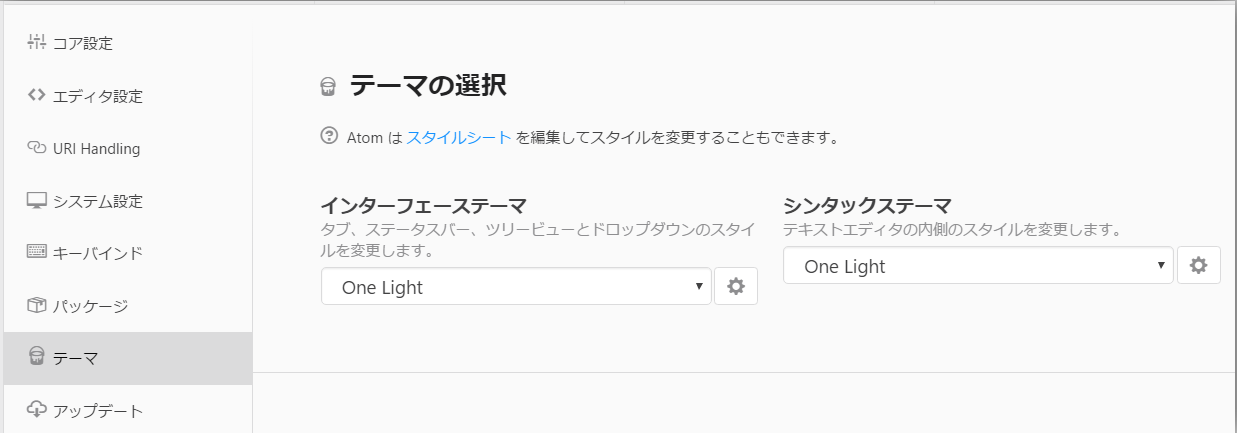 コア設定
エディタ設定
URI Handling
システム設定
キーバインド
パッケージ
テーマ
アップデート
テーマの選択
Atom は スタイルシート を編集してスタイルを変更することもできます。
インターフェーステーマ
タブ、ステータスバー、ツリービューとドロップダウンのスタイ
ルを変更します。
One Light
シンタックステーマ
テキストエディタの内側のスタイルを変更します。
One Light